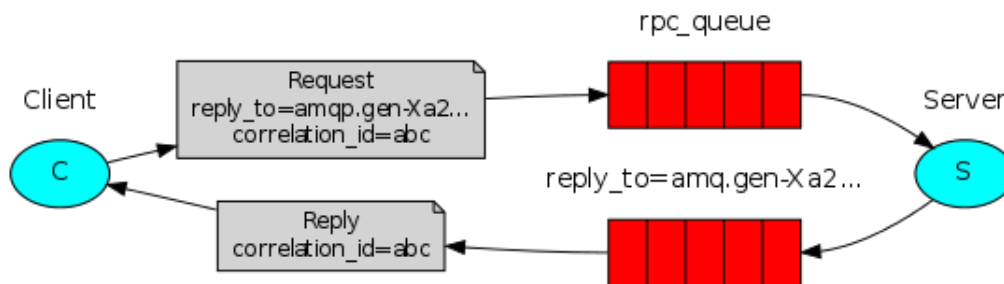 rpc_queue
Client
Request
reply_to=amqp.gen-Xa2...
correlation_id=abc
Server
C
S
reply_to=amq.gen-Xa2...
Reply
correlation_id=abc